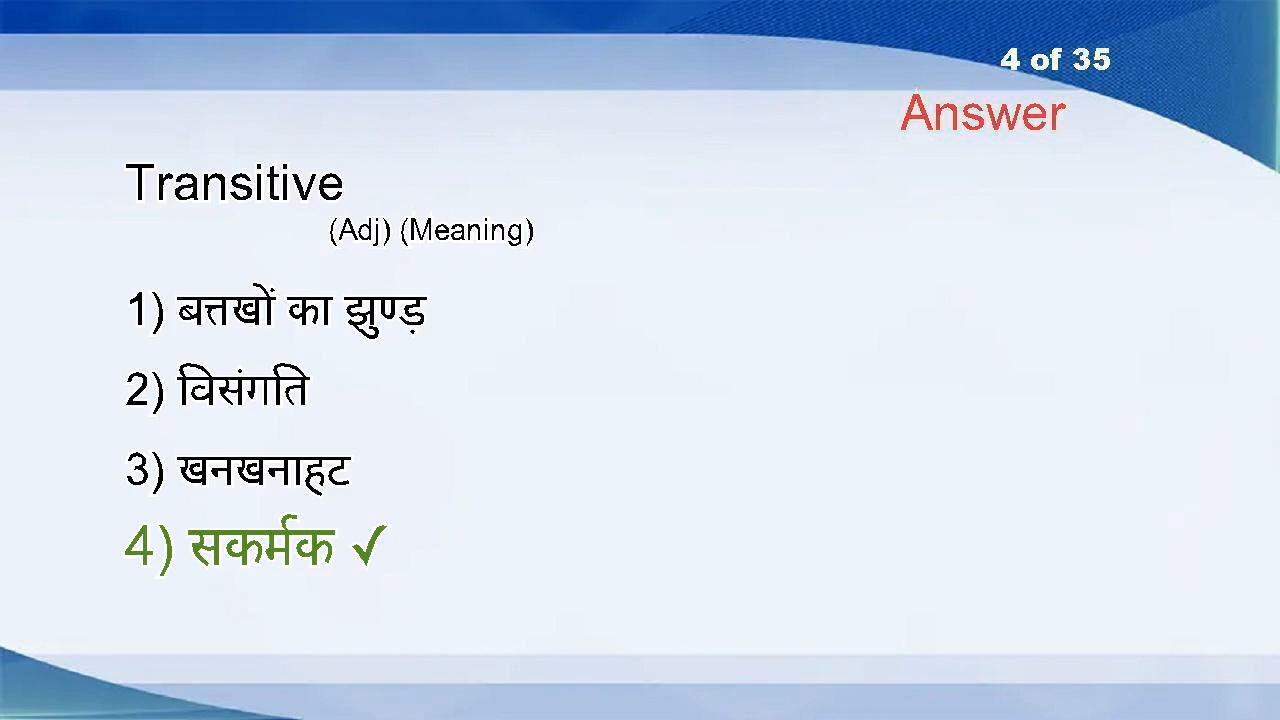 4 of 35
Answer
Transitive
(Adj) (Meaning)
1) बत्तखों का झुण्ड़
2) विसंगति
3) खनखनाहट
4) सकर्मक ✓